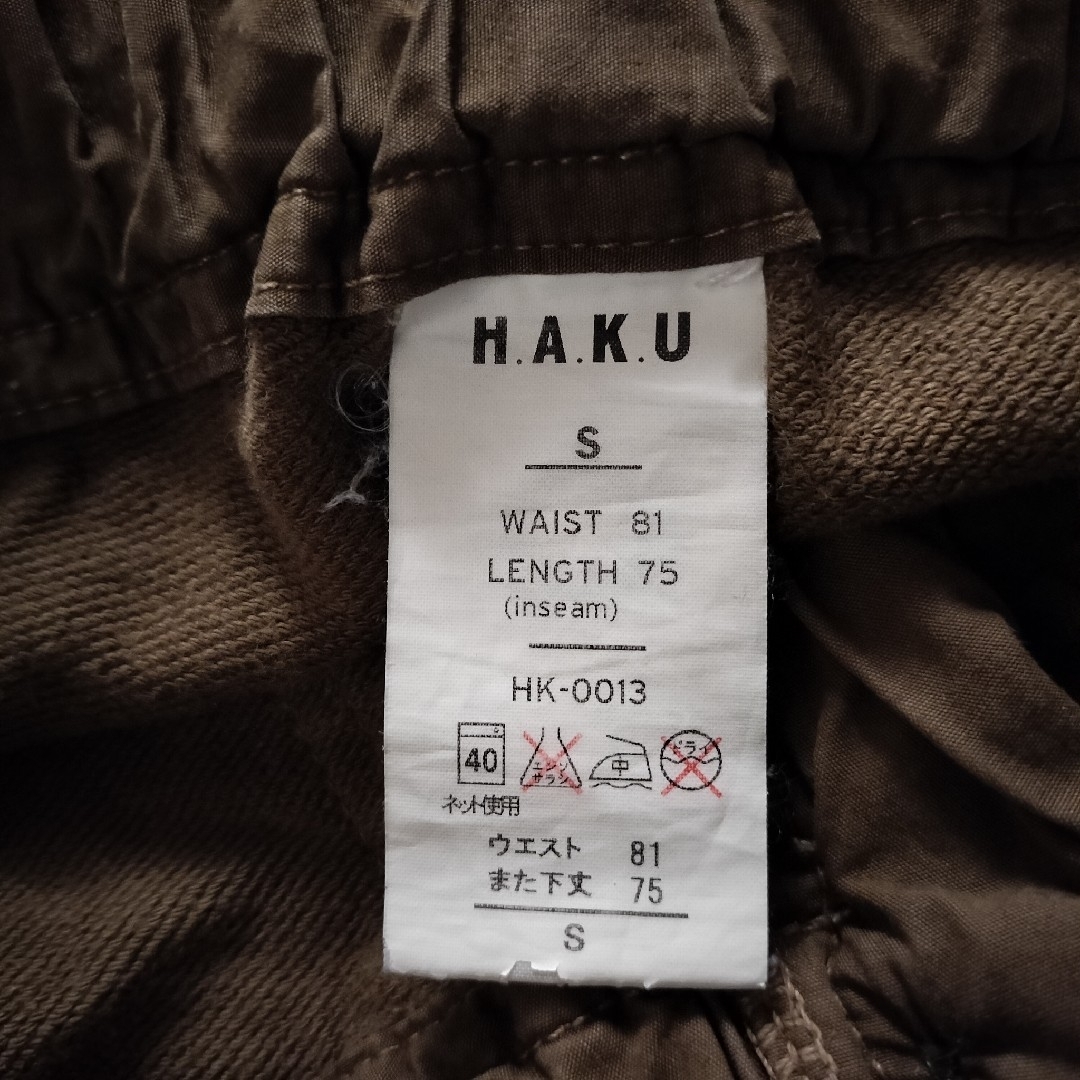 H.A.K.U
S
WAIST 81
LENGTH 75
(inseam)
HK-0013
40 エンソサラシ 中 ドライ
ネット使用
ウエスト 81
また下丈 75
S